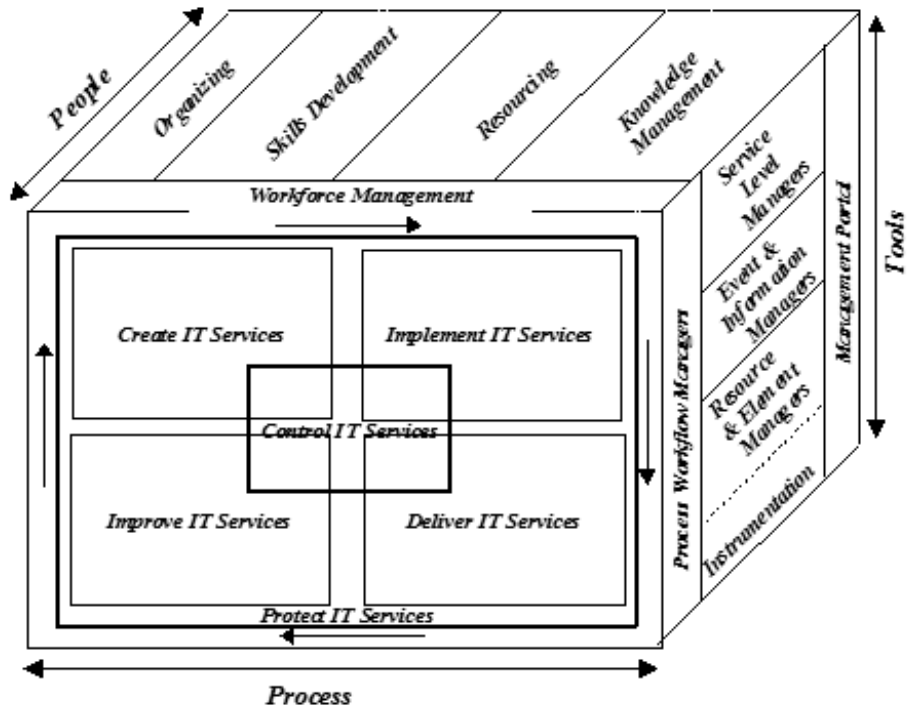 People
Organizing
Skills Development
Resourcing
Knowledge
Management
Workforce Management
Create IT Services
Implement IT Services
Control IT Services
Improve IT Services
Deliver IT Services
Protect IT Services
Process
Process Workflow Managers
Service
Level
Managers
Event &
Information
Managers
Resource
& Element
Managers
Instrumentation
Management Portal
Tools